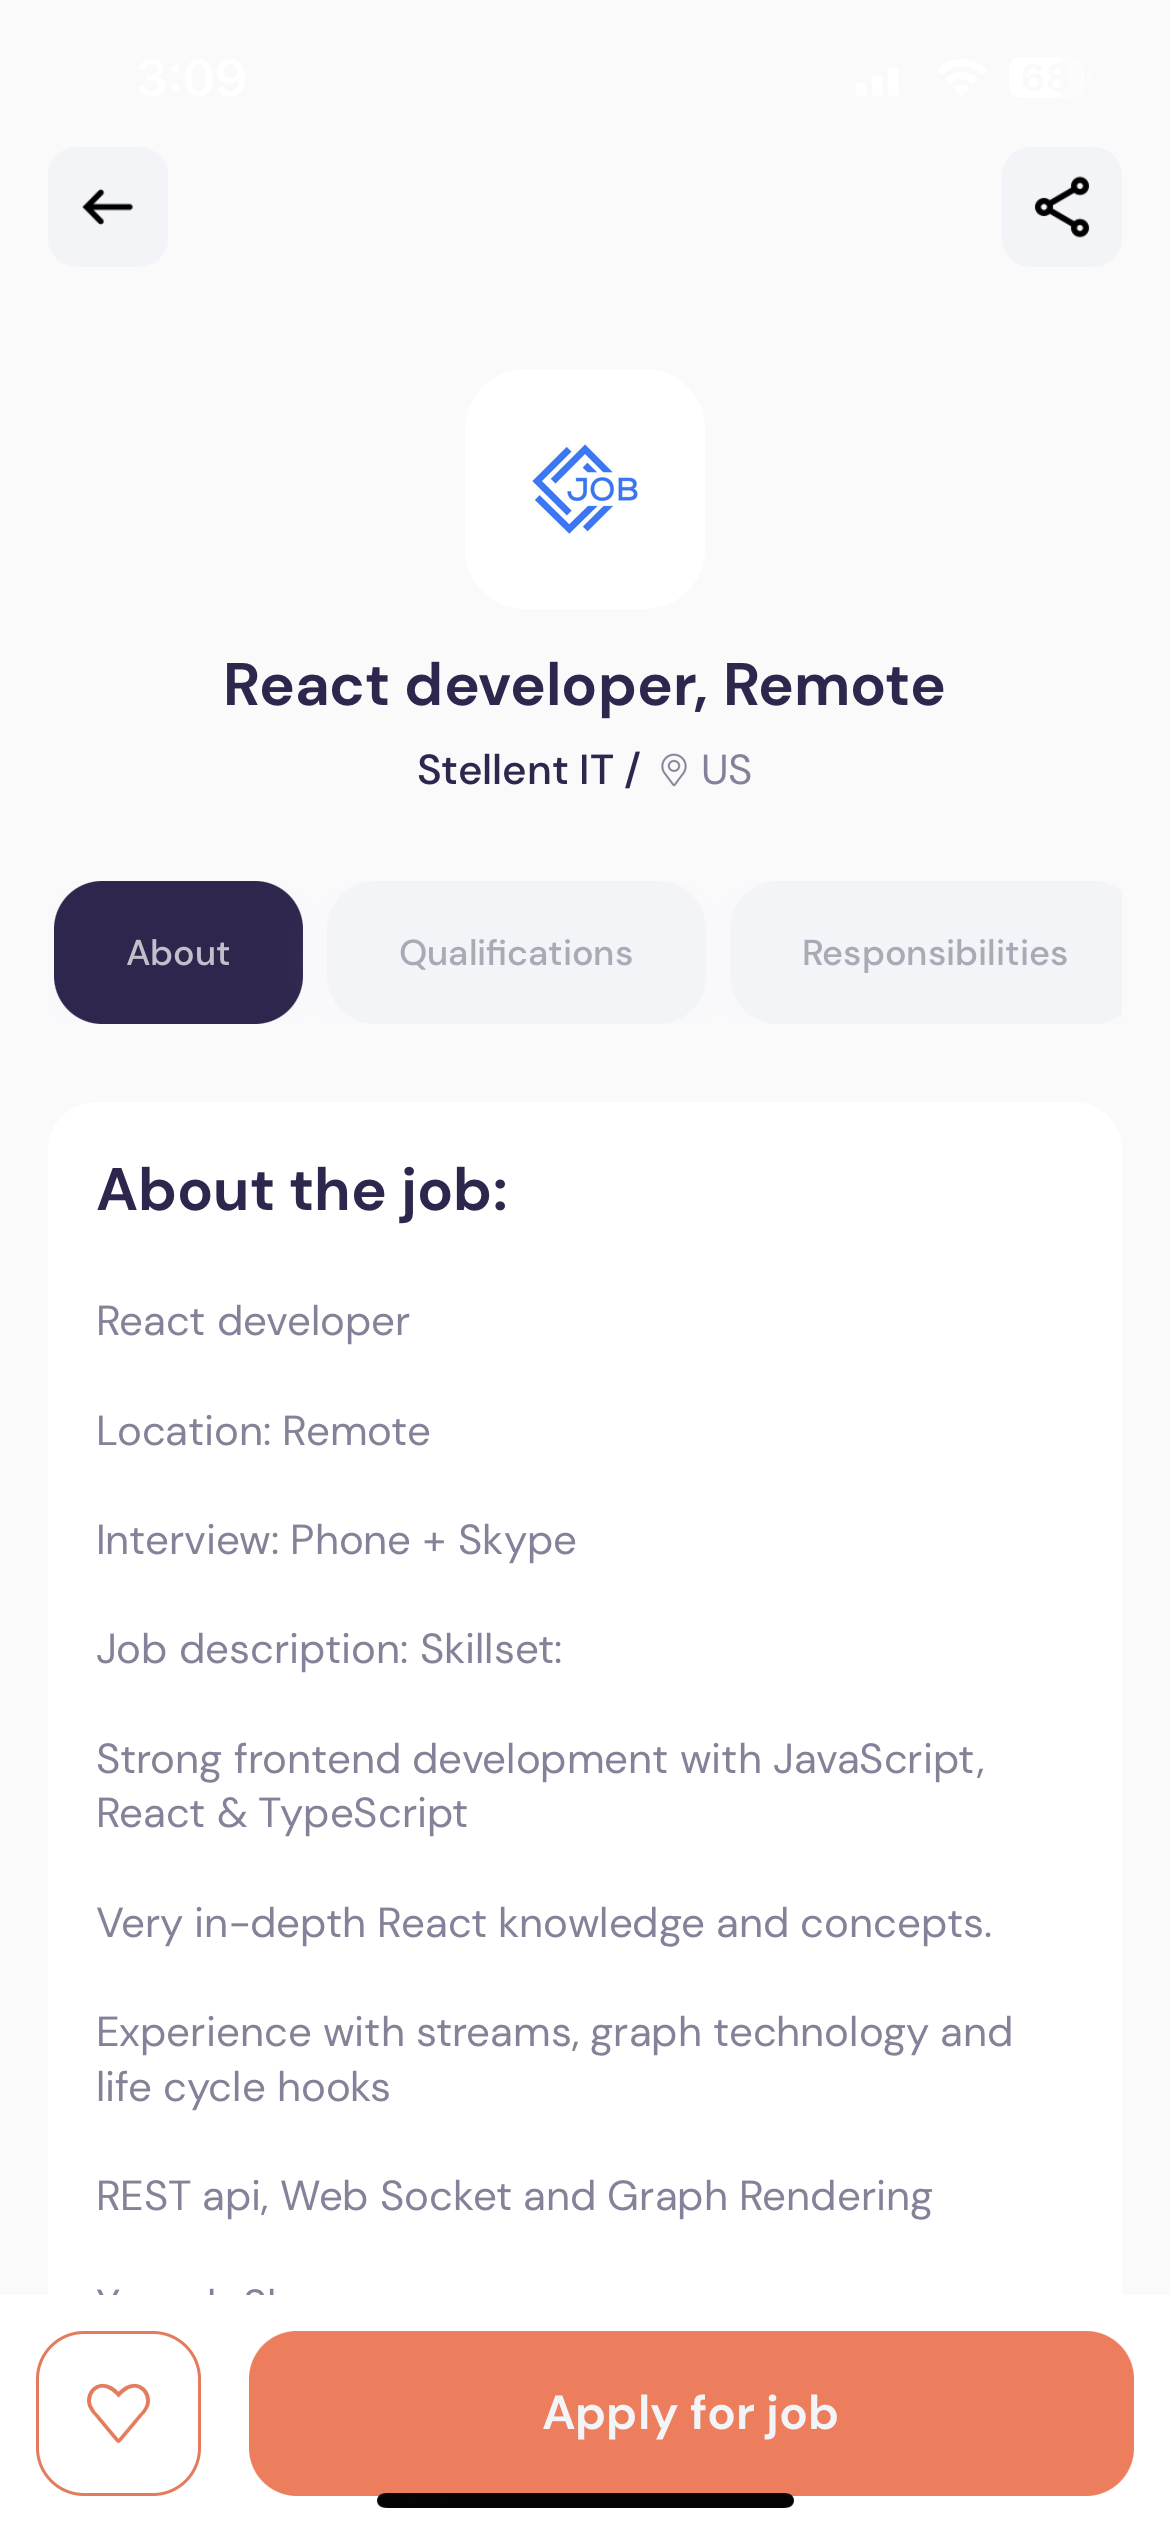 3:09
68
JOB
React developer, Remote
Stellent IT / US
About
Qualifications
Responsibilities
About the job:
React developer
Location: Remote
Interview: Phone + Skype
Job description: Skillset:
Strong frontend development with JavaScript,
React & TypeScript
Very in-depth React knowledge and concepts.
Experience with streams, graph technology and
life cycle hooks
REST api, Web Socket and Graph Rendering
Apply for job